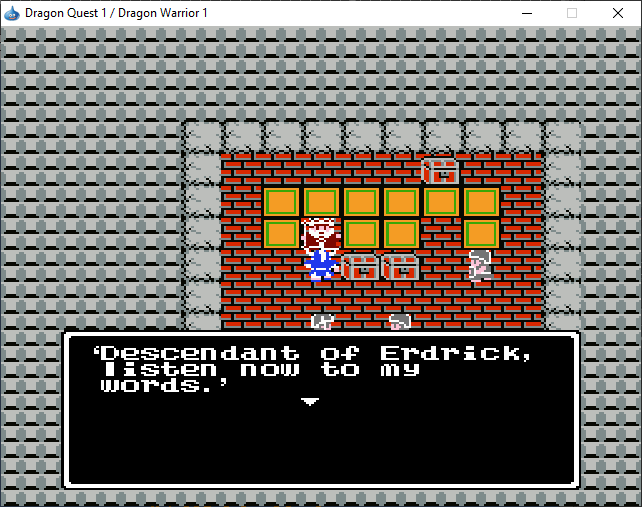 Dragon Quest 1 / Dragon Warrior 1
‘Descendant of Erdrick,
listen now to my
words.’